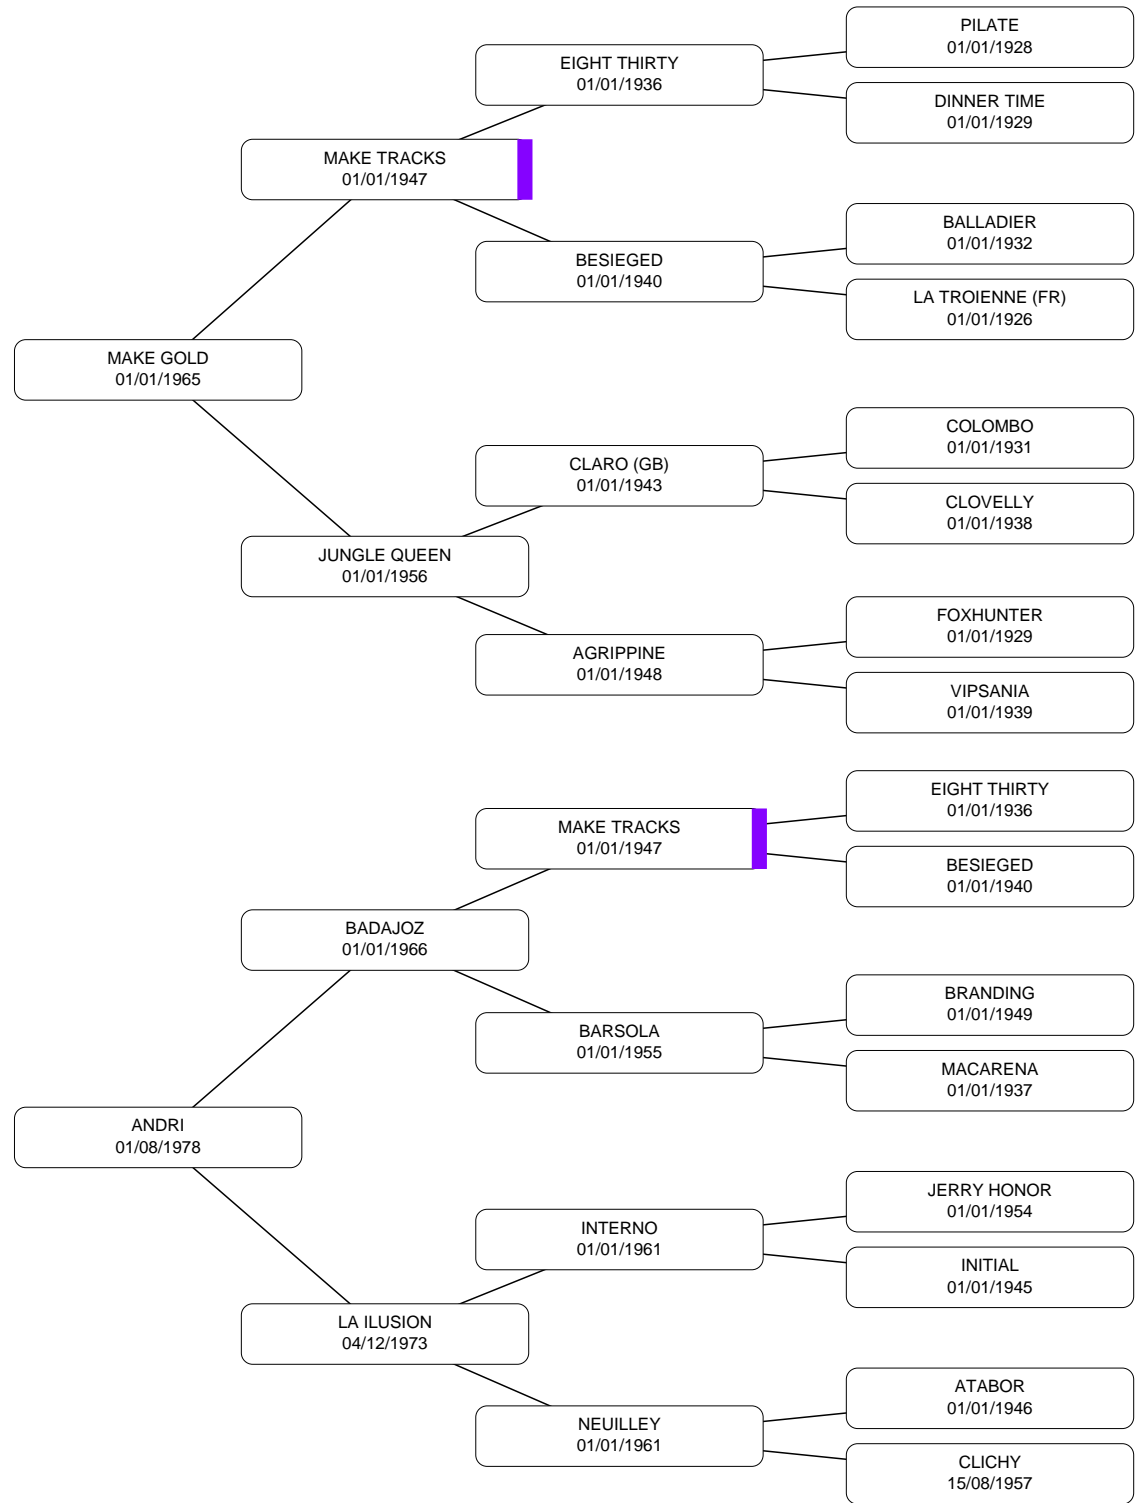 PILATE
01/01/1928
EIGHT THIRTY
01/01/1936
DINNER TIME
01/01/1929
MAKE TRACKS
01/01/1947
BALLADIER
01/01/1932
BESIEGED
01/01/1940
LA TROIENNE (FR)
01/01/1926
MAKE GOLD
01/01/1965
COLOMBO
01/01/1931
CLARO (GB)
01/01/1943
CLOVELLY
01/01/1938
JUNGLE QUEEN
01/01/1956
FOXHUNTER
01/01/1929
AGRIPPINE
01/01/1948
VIPSANIA
01/01/1939
EIGHT THIRTY
01/01/1936
MAKE TRACKS
01/01/1947
BESIEGED
01/01/1940
BADAJOZ
01/01/1966
BRANDING
01/01/1949
BARSOLA
01/01/1955
MACARENA
01/01/1937
ANDRI
01/08/1978
JERRY HONOR
01/01/1954
INTERNO
01/01/1961
INITIAL
01/01/1945
LA ILUSION
04/12/1973
ATABOR
01/01/1946
NEUILLEY
01/01/1961
CLICHY
15/08/1957